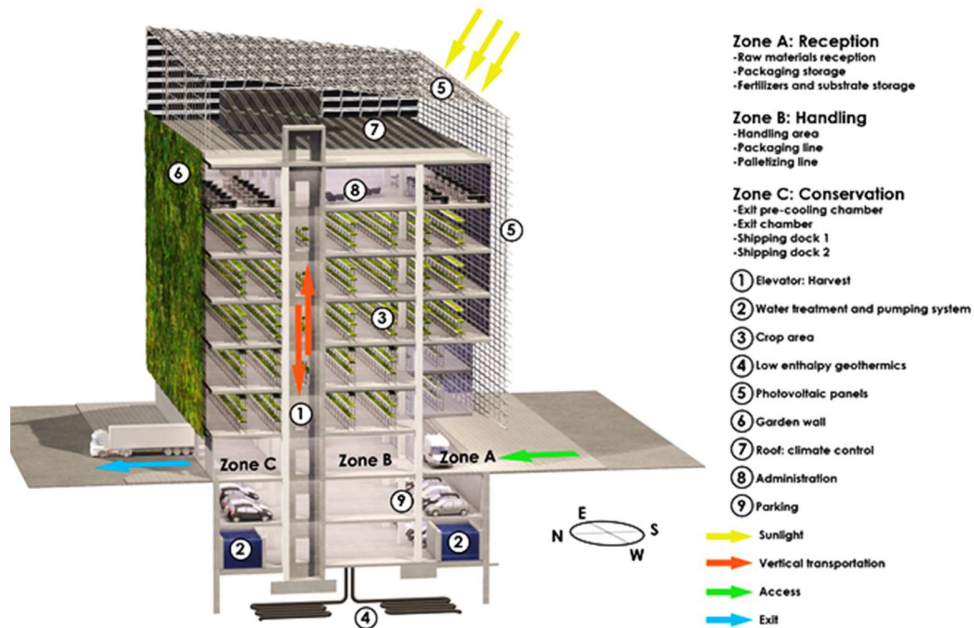 Zone A: Reception
-Raw materials reception
-Packaging storage
-Fertilizers and substrate storage
Zone B: Handling
-Handling area
-Packaging line
-Palletizing line
Zone C: Conservation
-Exit pre-cooling chamber
-Exit chamber
-Shipping dock 1
-Shipping dock 2
1 Elevator: Harvest
2 Water treatment and pumping system
3 Crop area
4 Low enthalpy geothermics
5 Photovoltaic panels
6 Garden wall
7 Roof: climate control
8 Administration
9 Parking
Sunlight
Vertical transportation
Access
Exit
5
7
6
8
5
3
1
Zone C
Zone B
Zone A
9
2
2
4
E
N
S
W